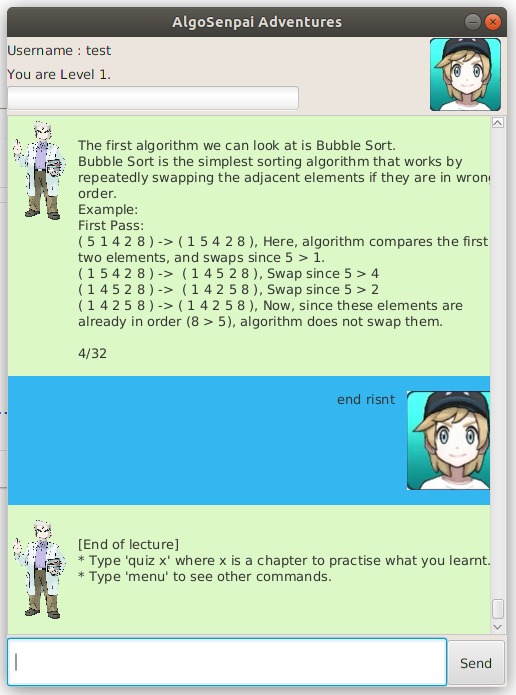 AlgoSenpai Adventures
Username : test
You are Level 1.
The first algorithm we can look at is Bubble Sort.
Bubble Sort is the simplest sorting algorithm that works by
repeatedly swapping the adjacent elements if they are in wrong
order.
Example:
First Pass:
( 5 1 4 2 8 ) -> ( 1 5 4 2 8 ), Here, algorithm compares the first
two elements, and swaps since 5 > 1.
( 1 5 4 2 8 ) ->  ( 1 4 5 2 8 ), Swap since 5 > 4
( 1 4 5 2 8 ) ->  ( 1 4 2 5 8 ), Swap since 5 > 2
( 1 4 2 5 8 ) -> ( 1 4 2 5 8 ), Now, since these elements are
already in order (8 > 5), algorithm does not swap them.
4/32
end risnt
[End of lecture]
* Type 'quiz x' where x is a chapter to practise what you learnt.
* Type 'menu' to see other commands.
Send